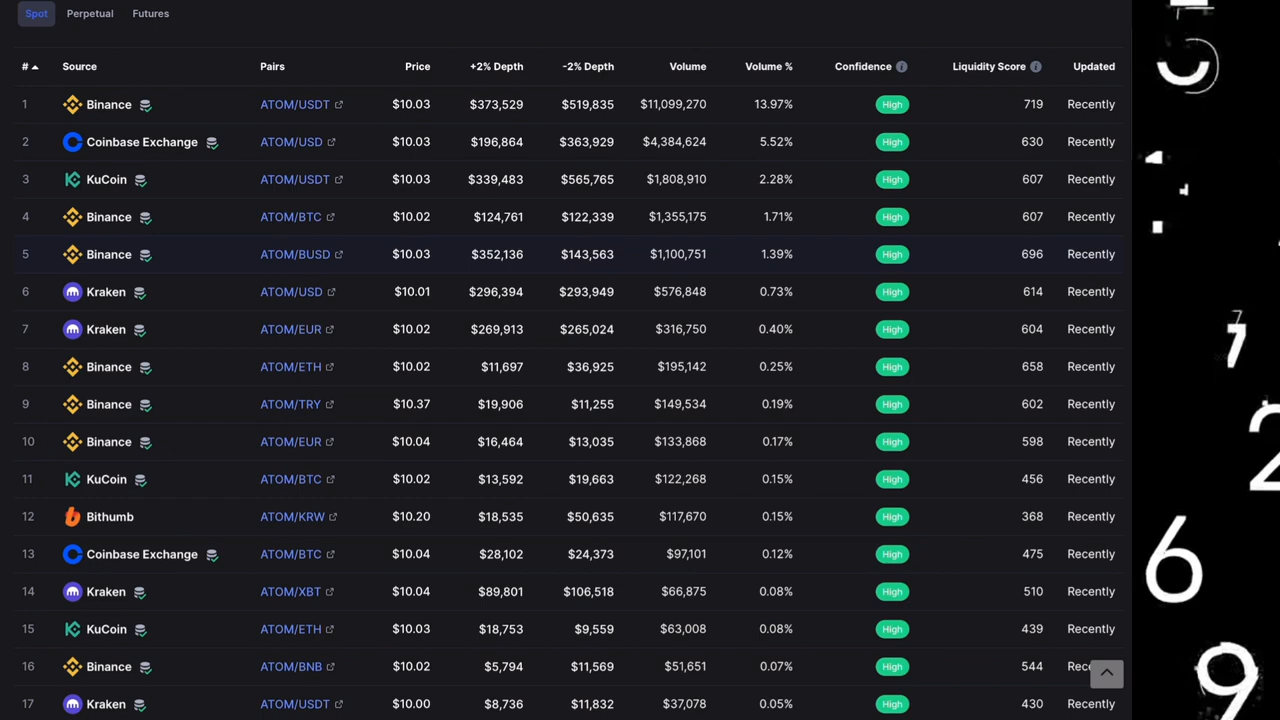 Spot Perpetual Futures
# Source Pairs Price +2% Depth -2% Depth Volume Volume % Confidence Liquidity Score Updated
1 Binance ATOM/USDT $10.03 $373,529 $519,835 $11,099,270 13.97% High 719 Recently
2 Coinbase Exchange ATOM/USD $10.03 $196,864 $363,929 $4,384,624 5.52% High 630 Recently
3 KuCoin ATOM/USDT $10.03 $339,483 $565,765 $1,808,910 2.28% High 607 Recently
4 Binance ATOM/BTC $10.02 $124,761 $122,339 $1,355,175 1.71% High 607 Recently
5 Binance ATOM/BUSD $10.03 $352,136 $143,563 $1,100,751 1.39% High 696 Recently
6 Kraken ATOM/USD $10.01 $296,394 $293,949 $576,848 0.73% High 614 Recently
7 Kraken ATOM/EUR $10.02 $269,913 $265,024 $316,750 0.40% High 604 Recently
8 Binance ATOM/ETH $10.02 $11,697 $36,925 $195,142 0.25% High 658 Recently
9 Binance ATOM/TRY $10.37 $19,906 $11,255 $149,534 0.19% High 602 Recently
10 Binance ATOM/EUR $10.04 $16,464 $13,035 $133,868 0.17% High 598 Recently
11 KuCoin ATOM/BTC $10.02 $13,592 $19,663 $122,268 0.15% High 456 Recently
12 Bithumb ATOM/KRW $10.20 $18,535 $50,635 $117,670 0.15% High 368 Recently
13 Coinbase Exchange ATOM/BTC $10.04 $28,102 $24,373 $97,101 0.12% High 475 Recently
14 Kraken ATOM/XBT $10.04 $89,801 $106,518 $66,875 0.08% High 510 Recently
15 KuCoin ATOM/ETH $10.03 $18,753 $9,559 $63,008 0.08% High 439 Recently
16 Binance ATOM/BNB $10.02 $5,794 $11,569 $51,651 0.07% High 544
17 Kraken ATOM/USDT $10.00 $8,736 $11,832 $37,078 0.05% High 430 Recently
7
2
6
9